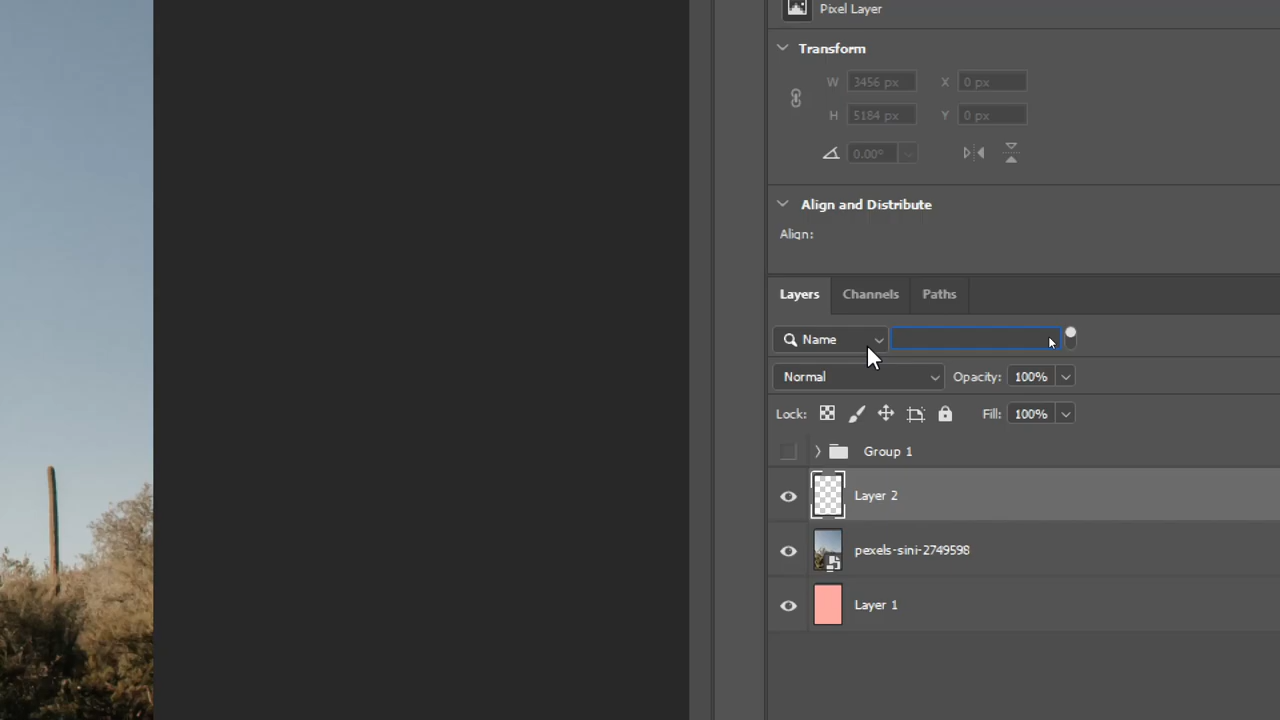 Pixel Layer
Transform
W 3456 px X 0 px
H 5184 px Y 0 px
0.00°
Align and Distribute
Align:
Layers Channels Paths
Name
Normal Opacity: 100%
Lock: Fill: 100%
Group 1
Layer 2
pexels-sini-2749598
Layer 1